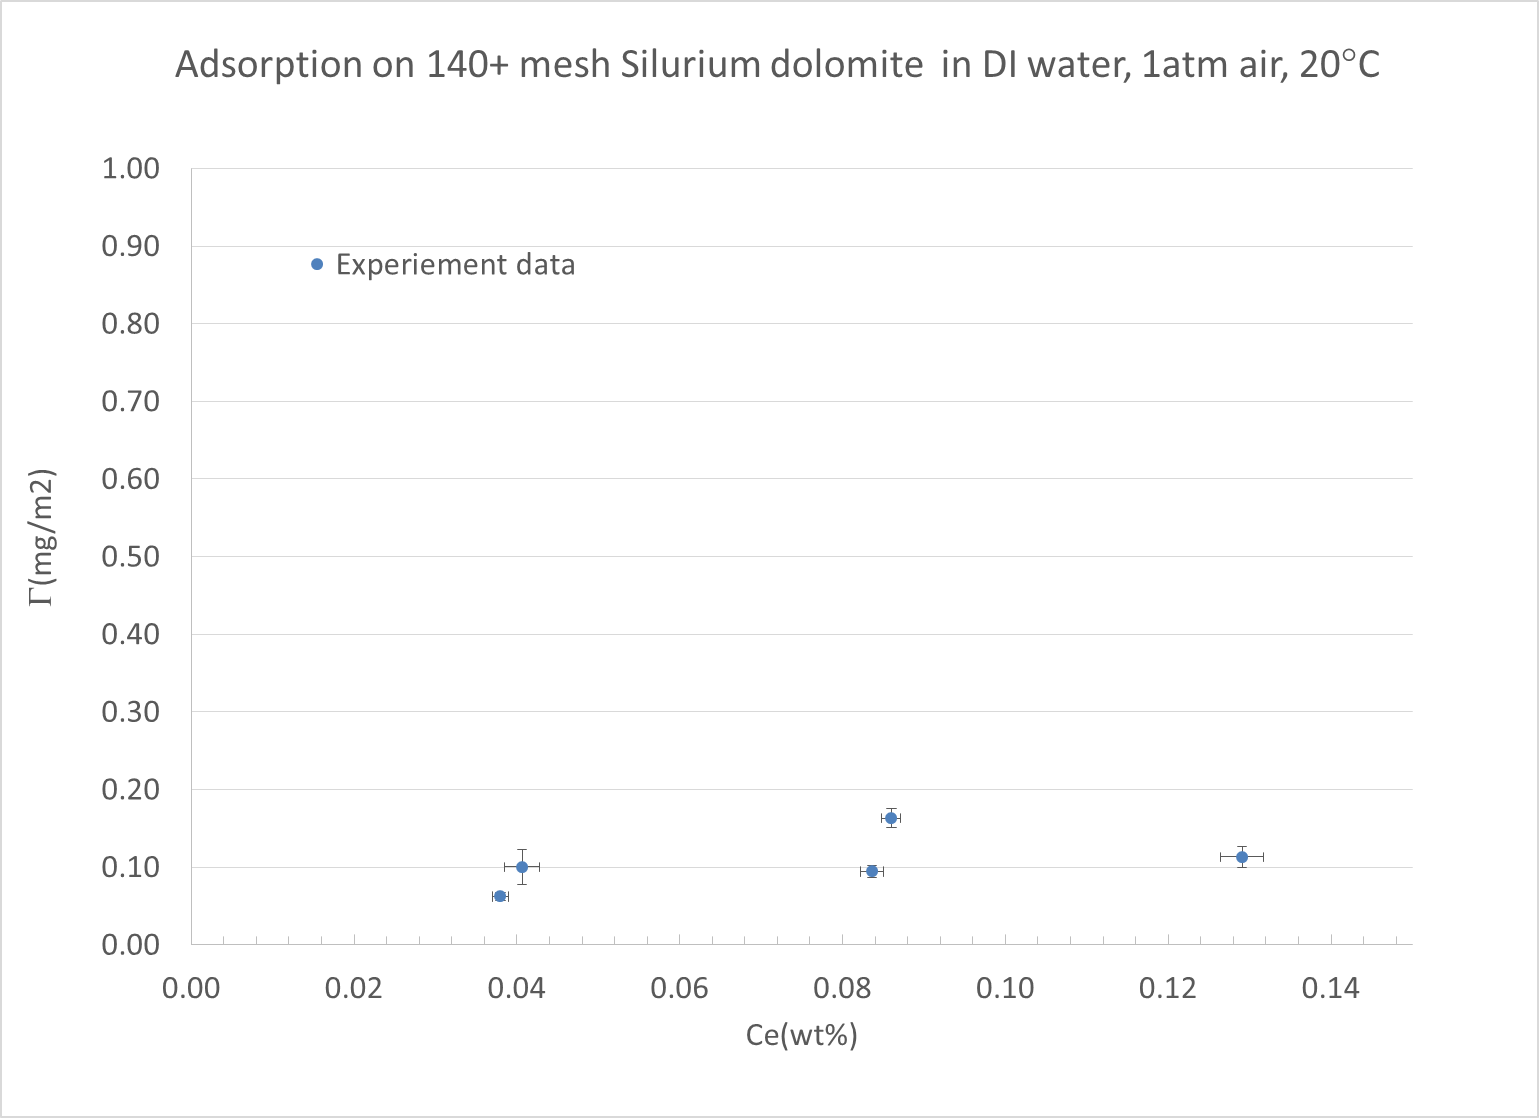 Adsorption on 140+ mesh Silurium dolomite in DI water, 1atm air, 20°C
1.00
0.90
Experiement data
0.80
0.70
0.60
Γ(mg/m2)
0.50
0.40
0.30
0.20
0.10
0.00
0.00 0.02 0.04 0.06 0.08 0.10 0.12 0.14
Ce(wt%)